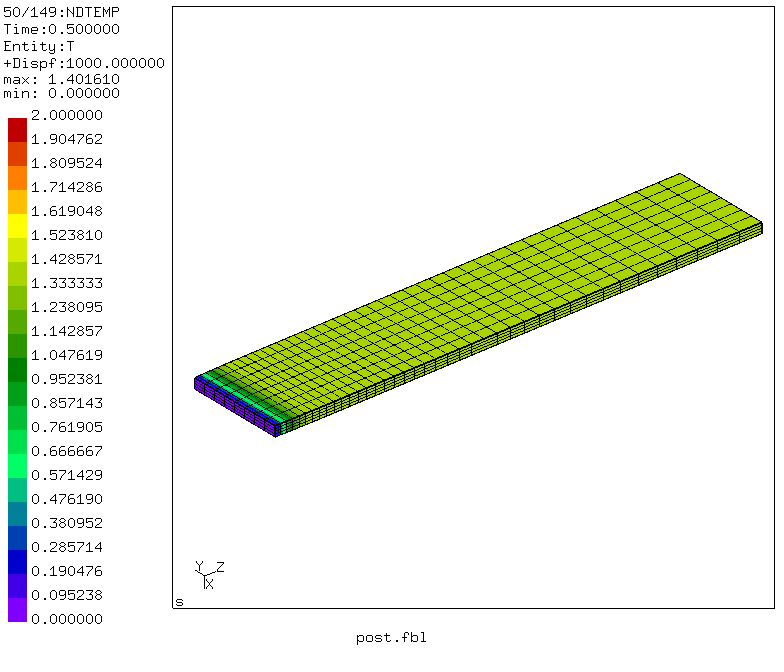 50/149:NDTEMP
Time:0.500000
Entity:T
+Dispf:1000.000000
max: 1.401610
min: 0.000000
2.000000
1.904762
1.809524
1.714286
1.619048
1.523810
1.428571
1.333333
1.238095
1.142857
1.047619
0.952381
0.857143
0.761905
0.666667
0.571429
0.476190
0.380952
0.285714
0.190476
0.095238
0.000000
Y Z
X
s
post.fbl